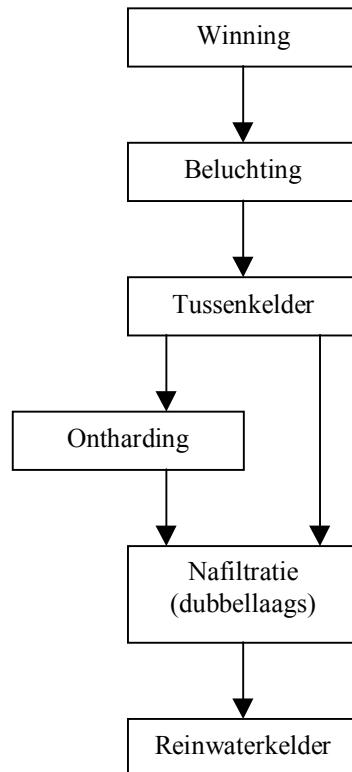 Winning
Beluchting
Tussenkelder
Ontharding
Nafiltratie
(dubbellaags)
Reinwaterkelder